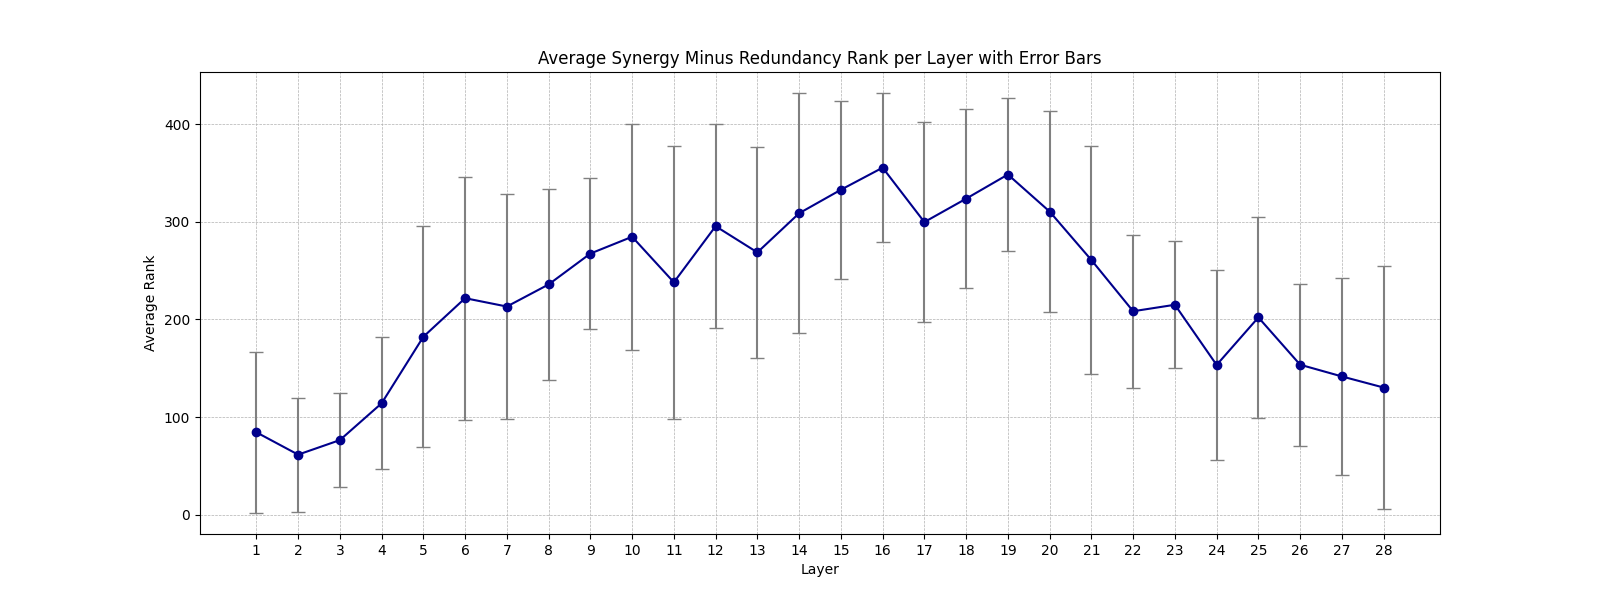 Average Synergy Minus Redundancy Rank per Layer with Error Bars
400
300
200
100
0
Average Rank
1 2 3 4 5 6 7 8 9 10 11 12 13 14 15 16 17 18 19 20 21 22 23 24 25 26 27 28
Layer